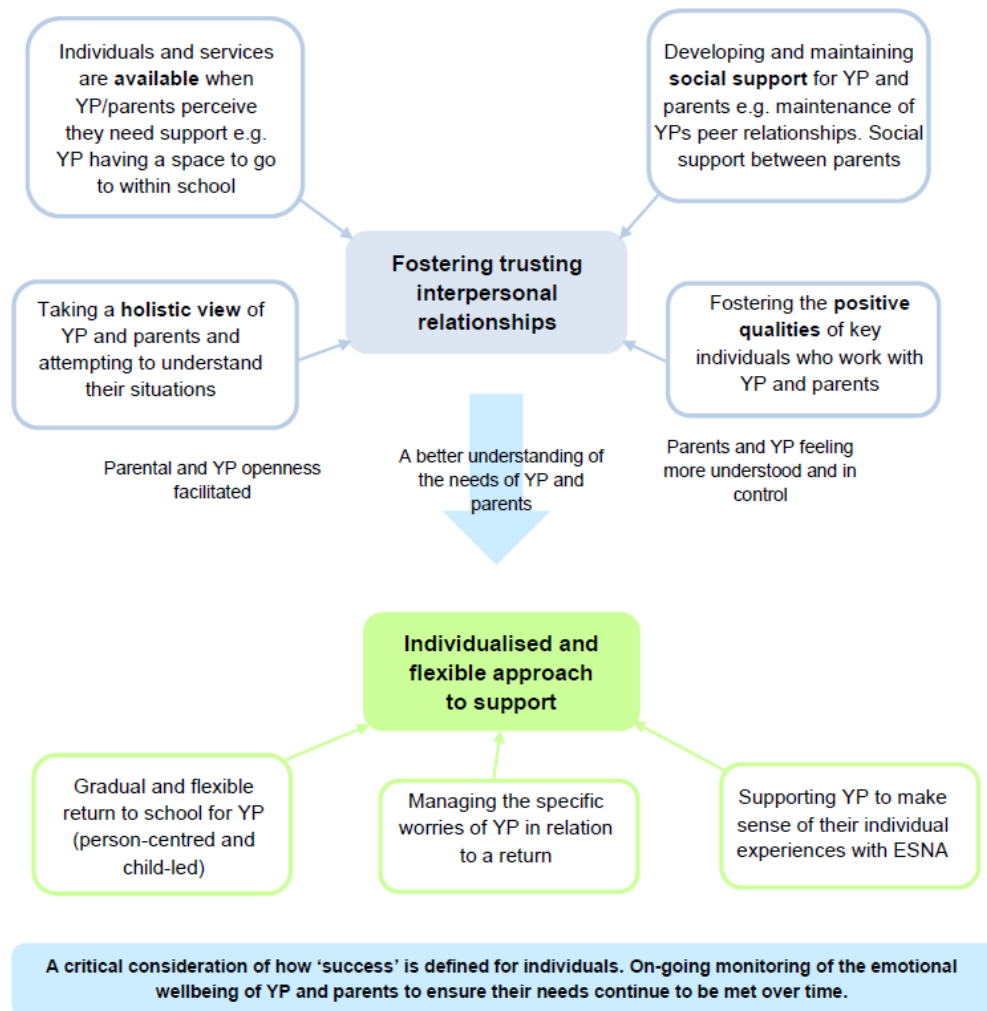 Individuals and services
are available when
YP/parents perceive
they need support e.g.
YP having a space to go
to within school
Developing and maintaining
social support for YP and
parents e.g. maintenance of
YPs peer relationships. Social
support between parents
Fostering trusting
interpersonal
relationships
Taking a holistic view of
YP and parents and
attempting to understand
their situations
Fostering the positive
qualities of key
individuals who work with
YP and parents
Parental and YP openness
facilitated
A better understanding of
the needs of YP and
parents
Parents and YP feeling
more understood and in
control
Individualised and
flexible approach
to support
Gradual and flexible
return to school for YP
(person-centred and
child-led)
Managing the specific
worries of YP in relation
to a return
Supporting YP to make
sense of their individual
experiences with ESNA
A critical consideration of how ‘success’ is defined for individuals. On-going monitoring of the emotional
wellbeing of YP and parents to ensure their needs continue to be met over time.